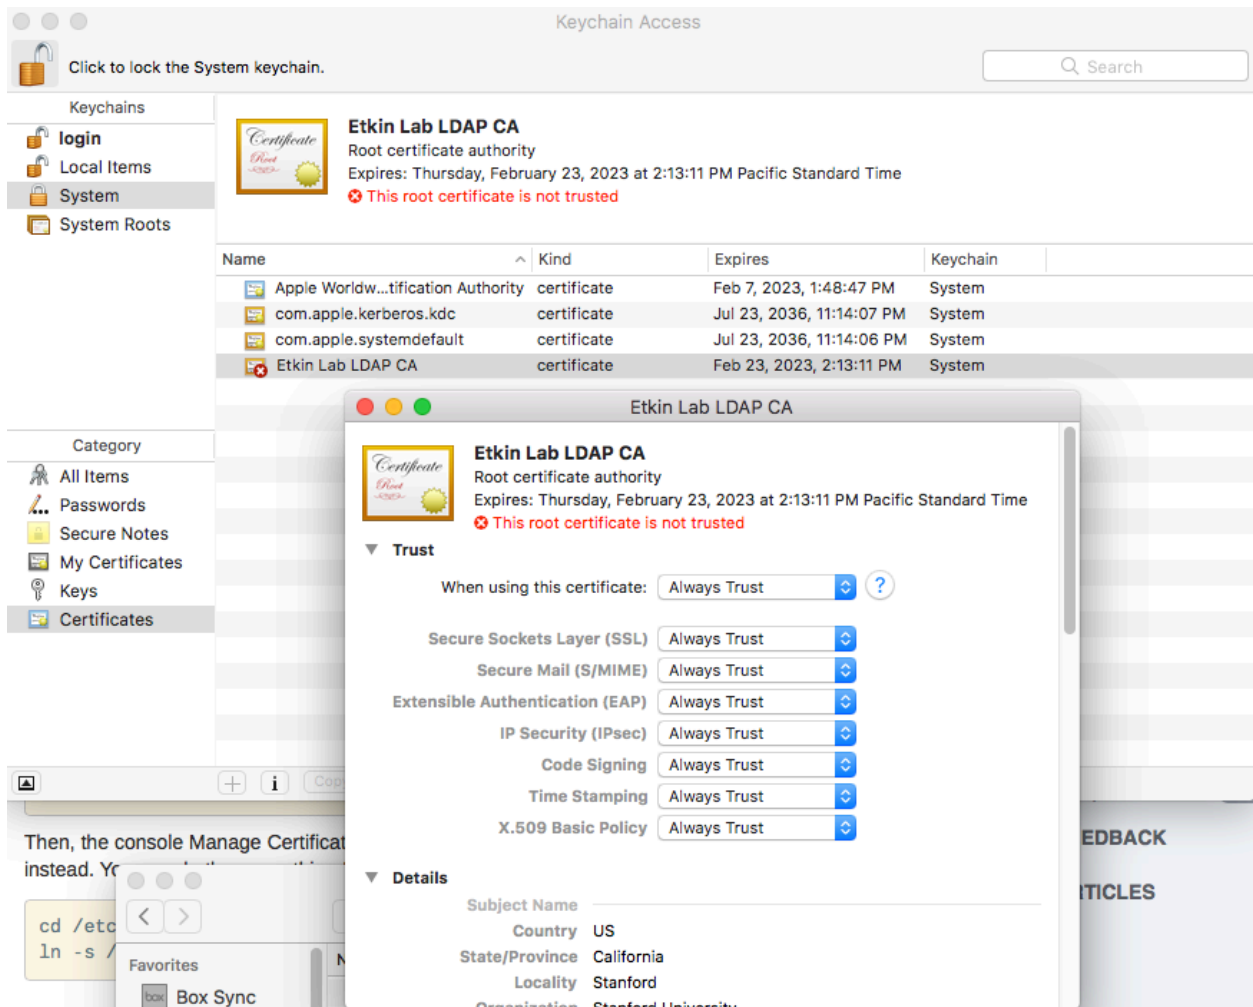 Keychain Access
Click to lock the System keychain.
Search
Keychains
login
Local Items
System
System Roots
Certificate
Root
Etkin Lab LDAP CA
Root certificate authority
Expires: Thursday, February 23, 2023 at 2:13:11 PM Pacific Standard Time
This root certificate is not trusted
Name Kind Expires Keychain
Apple Worldw...tification Authority certificate Feb 7, 2023, 1:48:47 PM System
com.apple.kerberos.kdc certificate Jul 23, 2036, 11:14:07 PM System
com.apple.systemdefault certificate Jul 23, 2036, 11:14:06 PM System
Etkin Lab LDAP CA certificate Feb 23, 2023, 2:13:11 PM System
Category
All Items
Passwords
Secure Notes
My Certificates
Keys
Certificates
Etkin Lab LDAP CA
Certificate
Root
Etkin Lab LDAP CA
Root certificate authority
Expires: Thursday, February 23, 2023 at 2:13:11 PM Pacific Standard Time
This root certificate is not trusted
Trust
When using this certificate: Always Trust ?
Secure Sockets Layer (SSL) Always Trust
Secure Mail (S/MIME) Always Trust
Extensible Authentication (EAP) Always Trust
IP Security (IPsec) Always Trust
Code Signing Always Trust
Time Stamping Always Trust
X.509 Basic Policy Always Trust
Details
Subject Name
Country US
State/Province California
Locality Stanford
Organization Stanford University
+ i Cop
Then, the console Manage Certificat
instead.
cd /etc
ln -s /
Favorites
box Box Sync
N
EDBACK
TICLES